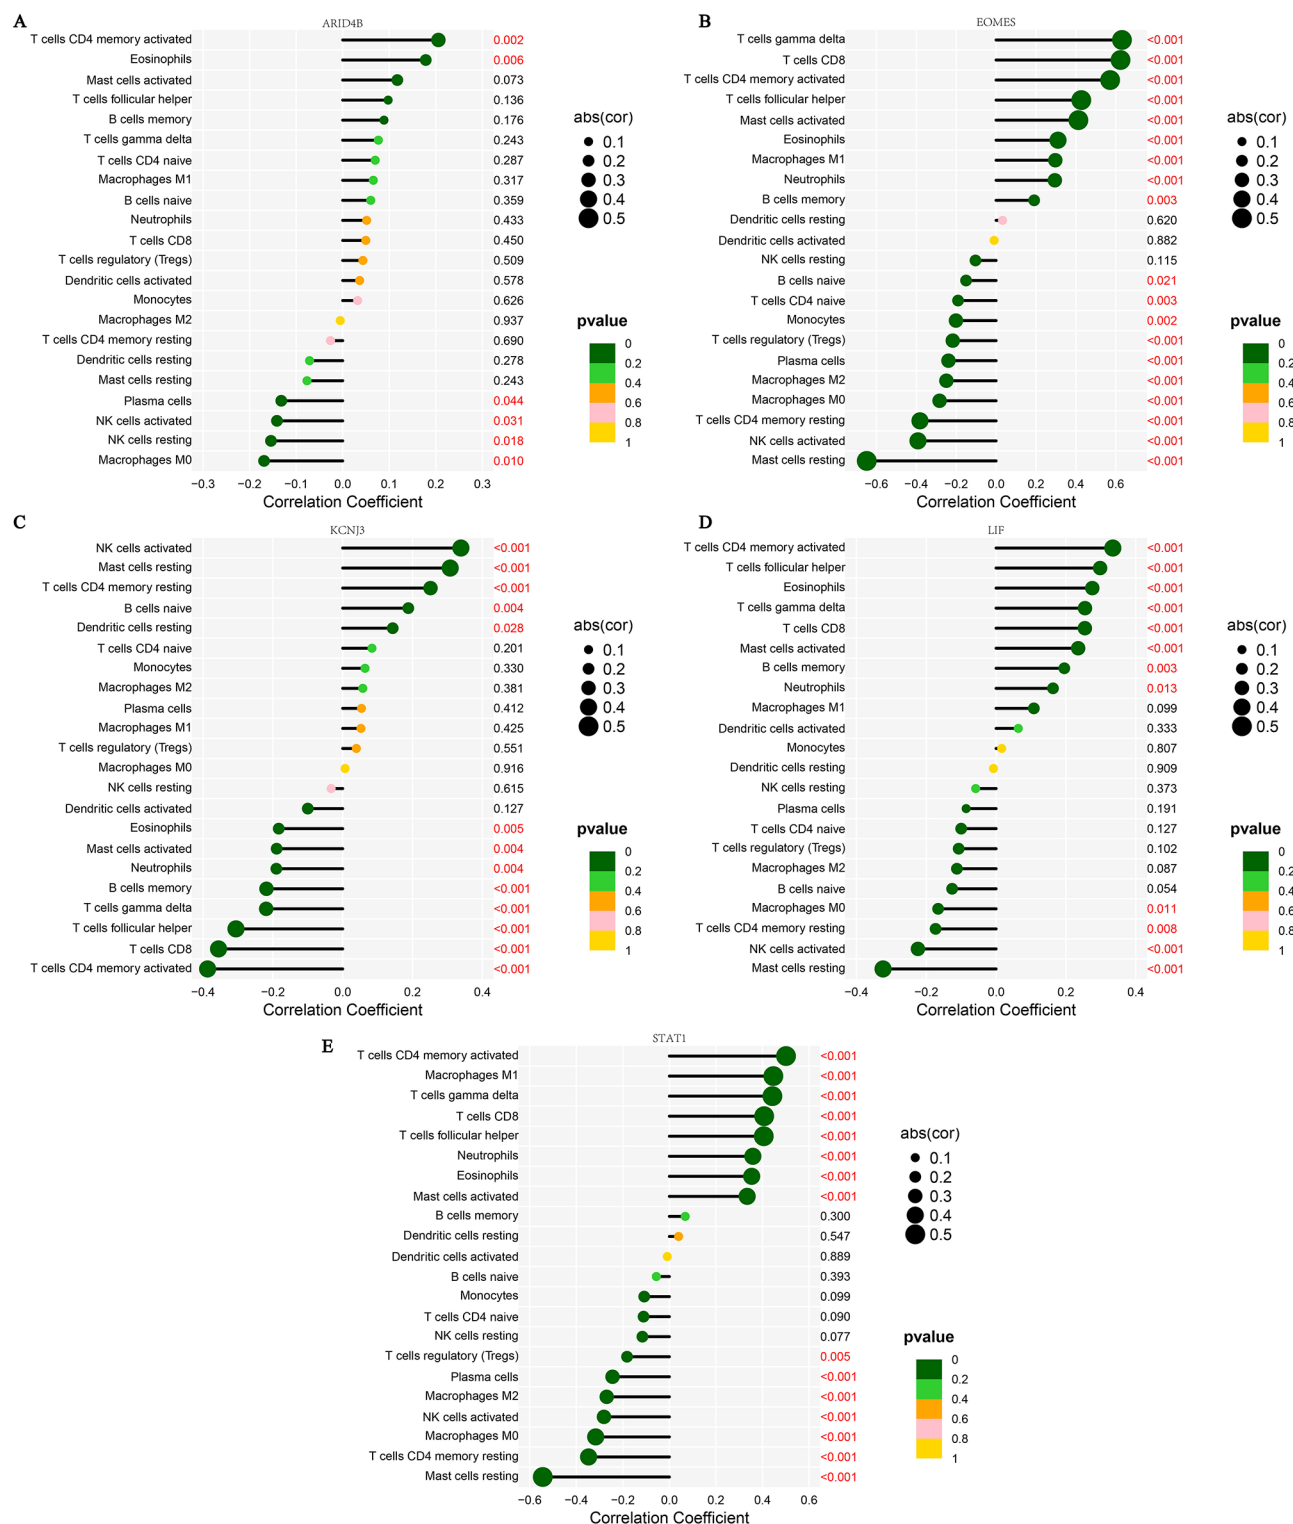 A
ARID4B
T cells CD4 memory activated 0.002
Eosinophils 0.006
Mast cells activated 0.073
T cells follicular helper 0.136
B cells memory 0.176
T cells gamma delta 0.243
T cells CD4 naive 0.287
Macrophages M1 0.317
B cells naive 0.359
Neutrophils 0.433
T cells CD8 0.450
T cells regulatory (Tregs) 0.509
Dendritic cells activated 0.578
Monocytes 0.626
Macrophages M2 0.937
T cells CD4 memory resting 0.690
Dendritic cells resting 0.278
Mast cells resting 0.243
Plasma cells 0.044
NK cells activated 0.031
NK cells resting 0.018
Macrophages M0 0.010
−0.3 −0.2 −0.1 0.0 0.1 0.2 0.3
Correlation Coefficient
abs(cor)
0.1
0.2
0.3
0.4
0.5
pvalue
0
0.2
0.4
0.6
0.8
1
B
EOMES
T cells gamma delta <0.001
T cells CD8 <0.001
T cells CD4 memory activated <0.001
T cells follicular helper <0.001
Mast cells activated <0.001
Eosinophils <0.001
Macrophages M1 <0.001
Neutrophils <0.001
B cells memory 0.003
Dendritic cells resting 0.620
Dendritic cells activated 0.882
NK cells resting 0.115
B cells naive 0.021
T cells CD4 naive 0.003
Monocytes 0.002
T cells regulatory (Tregs) <0.001
Plasma cells <0.001
Macrophages M2 <0.001
Macrophages M0 <0.001
T cells CD4 memory resting <0.001
NK cells activated <0.001
Mast cells resting <0.001
−0.6 −0.4 −0.2 0.0 0.2 0.4 0.6
Correlation Coefficient
abs(cor)
0.1
0.2
0.3
0.4
0.5
pvalue
0
0.2
0.4
0.6
0.8
1
C
KCNJ3
NK cells activated <0.001
Mast cells resting <0.001
T cells CD4 memory resting <0.001
B cells naive 0.004
Dendritic cells resting 0.028
T cells CD4 naive 0.201
Monocytes 0.330
Macrophages M2 0.381
Plasma cells 0.412
Macrophages M1 0.425
T cells regulatory (Tregs) 0.551
Macrophages M0 0.916
NK cells resting 0.615
Dendritic cells activated 0.127
Eosinophils 0.005
Mast cells activated 0.004
Neutrophils 0.004
B cells memory <0.001
T cells gamma delta <0.001
T cells follicular helper <0.001
T cells CD8 <0.001
T cells CD4 memory activated <0.001
−0.4 −0.2 0.0 0.2 0.4
Correlation Coefficient
abs(cor)
0.1
0.2
0.3
0.4
0.5
pvalue
0
0.2
0.4
0.6
0.8
1
D
LIF
T cells CD4 memory activated <0.001
T cells follicular helper <0.001
Eosinophils <0.001
T cells gamma delta <0.001
T cells CD8 <0.001
Mast cells activated <0.001
B cells memory 0.003
Neutrophils 0.013
Macrophages M1 0.099
Dendritic cells activated 0.333
Monocytes 0.807
Dendritic cells resting 0.909
NK cells resting 0.373
Plasma cells 0.191
T cells CD4 naive 0.127
T cells regulatory (Tregs) 0.102
Macrophages M2 0.087
B cells naive 0.054
Macrophages M0 0.011
T cells CD4 memory resting 0.008
NK cells activated <0.001
Mast cells resting <0.001
−0.4 −0.2 0.0 0.2 0.4
Correlation Coefficient
abs(cor)
0.1
0.2
0.3
0.4
0.5
pvalue
0
0.2
0.4
0.6
0.8
1
E
STAT1
T cells CD4 memory activated <0.001
Macrophages M1 <0.001
T cells gamma delta <0.001
T cells CD8 <0.001
T cells follicular helper <0.001
Neutrophils <0.001
Eosinophils <0.001
Mast cells activated <0.001
B cells memory 0.300
Dendritic cells resting 0.547
Dendritic cells activated 0.889
B cells naive 0.393
Monocytes 0.099
T cells CD4 naive 0.090
NK cells resting 0.077
T cells regulatory (Tregs) 0.005
Plasma cells <0.001
Macrophages M2 <0.001
NK cells activated <0.001
Macrophages M0 <0.001
T cells CD4 memory resting <0.001
Mast cells resting <0.001
−0.6 −0.4 −0.2 0.0 0.2 0.4 0.6
Correlation Coefficient
abs(cor)
0.1
0.2
0.3
0.4
0.5
pvalue
0
0.2
0.4
0.6
0.8
1